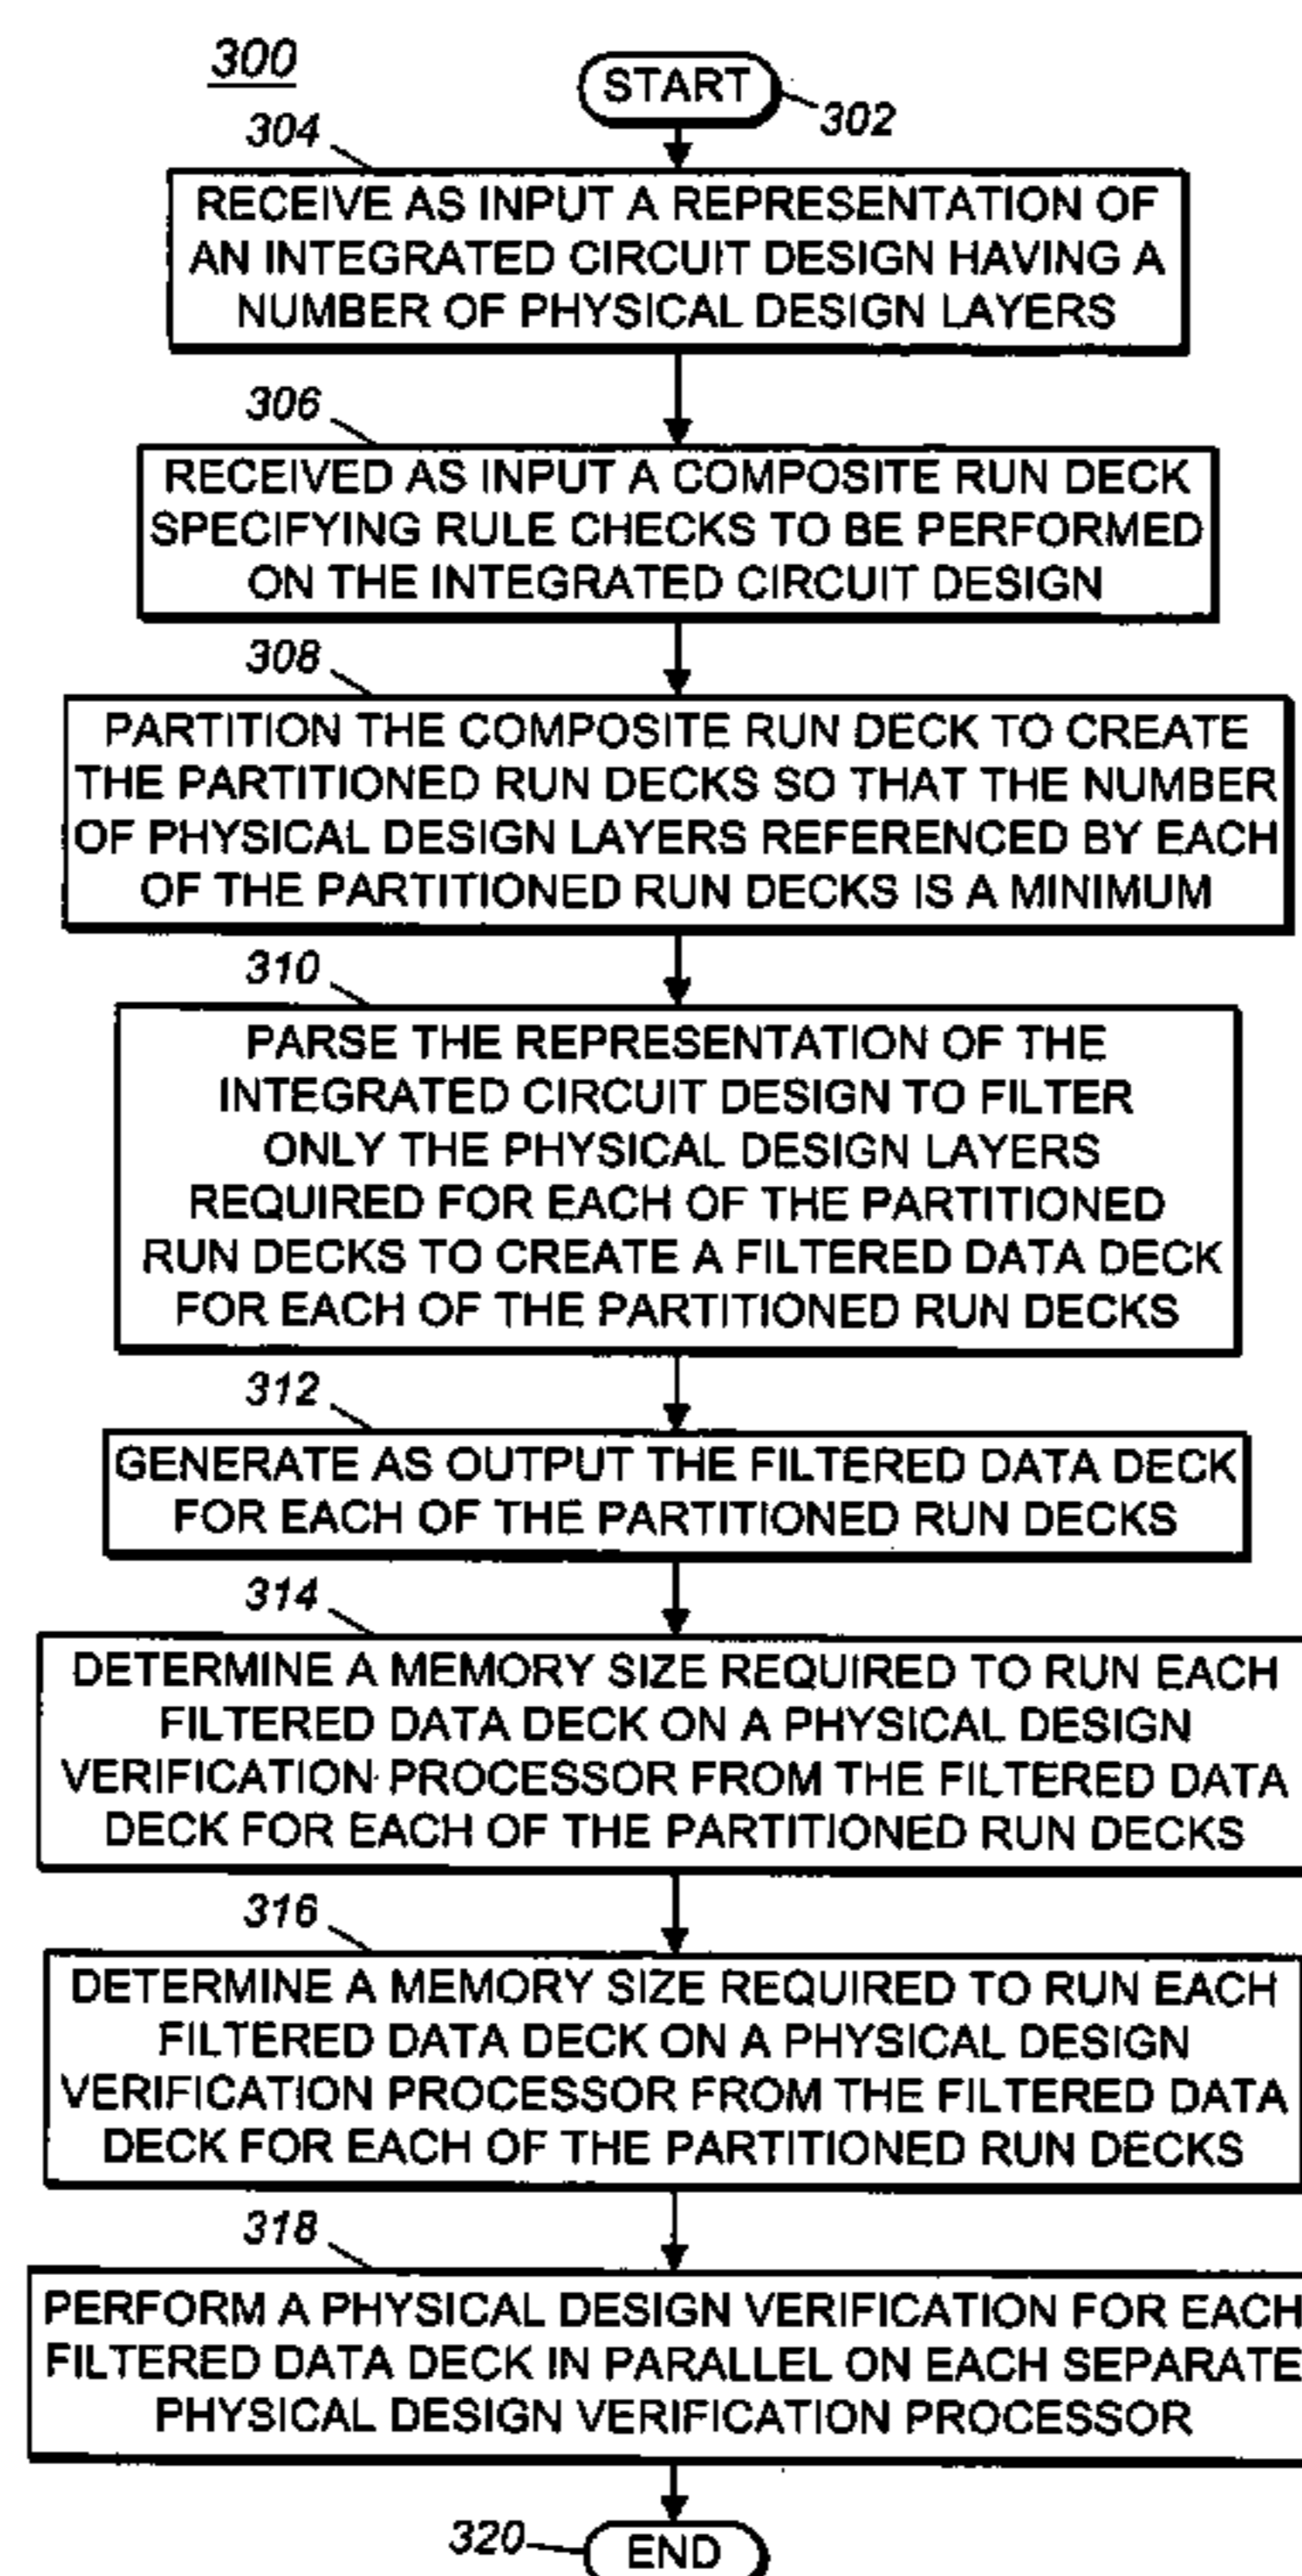 300
START
302
304
RECEIVE AS INPUT A REPRESENTATION OF
AN INTEGRATED CIRCUIT DESIGN HAVING A
NUMBER OF PHYSICAL DESIGN LAYERS
306
RECEIVED AS INPUT A COMPOSITE RUN DECK
SPECIFYING RULE CHECKS TO BE PERFORMED
ON THE INTEGRATED CIRCUIT DESIGN
308
PARTITION THE COMPOSITE RUN DECK TO CREATE
THE PARTITIONED RUN DECKS SO THAT THE NUMBER
OF PHYSICAL DESIGN LAYERS REFERENCED BY EACH
OF THE PARTITIONED RUN DECKS IS A MINIMUM
310
PARSE THE REPRESENTATION OF THE
INTEGRATED CIRCUIT DESIGN TO FILTER
ONLY THE PHYSICAL DESIGN LAYERS
REQUIRED FOR EACH OF THE PARTITIONED
RUN DECKS TO CREATE A FILTERED DATA DECK
FOR EACH OF THE PARTITIONED RUN DECKS
312
GENERATE AS OUTPUT THE FILTERED DATA DECK
FOR EACH OF THE PARTITIONED RUN DECKS
314
DETERMINE A MEMORY SIZE REQUIRED TO RUN EACH
FILTERED DATA DECK ON A PHYSICAL DESIGN
VERIFICATION PROCESSOR FROM THE FILTERED DATA
DECK FOR EACH OF THE PARTITIONED RUN DECKS
316
DETERMINE A MEMORY SIZE REQUIRED TO RUN EACH
FILTERED DATA DECK ON A PHYSICAL DESIGN
VERIFICATION PROCESSOR FROM THE FILTERED DATA
DECK FOR EACH OF THE PARTITIONED RUN DECKS
318
PERFORM A PHYSICAL DESIGN VERIFICATION FOR EACH
FILTERED DATA DECK IN PARALLEL ON EACH SEPARATE
PHYSICAL DESIGN VERIFICATION PROCESSOR
320
END